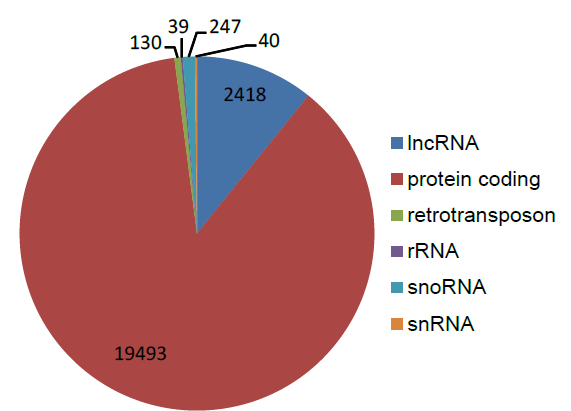 39
247
130
40
2418
lncRNA
protein coding
retrotransposon
rRNA
snoRNA
snRNA
19493